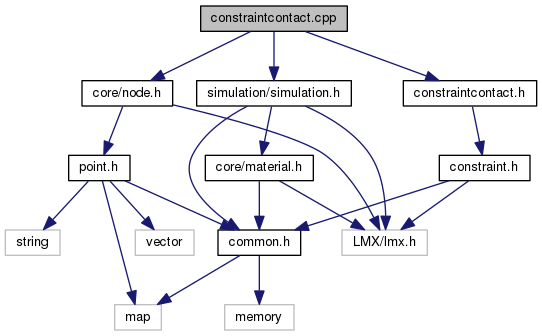 constraintcontact.cpp
core/node.h
simulation/simulation.h
constraintcontact.h
point.h
core/material.h
constraint.h
string
vector
common.h
LMX/lmx.h
map
memory